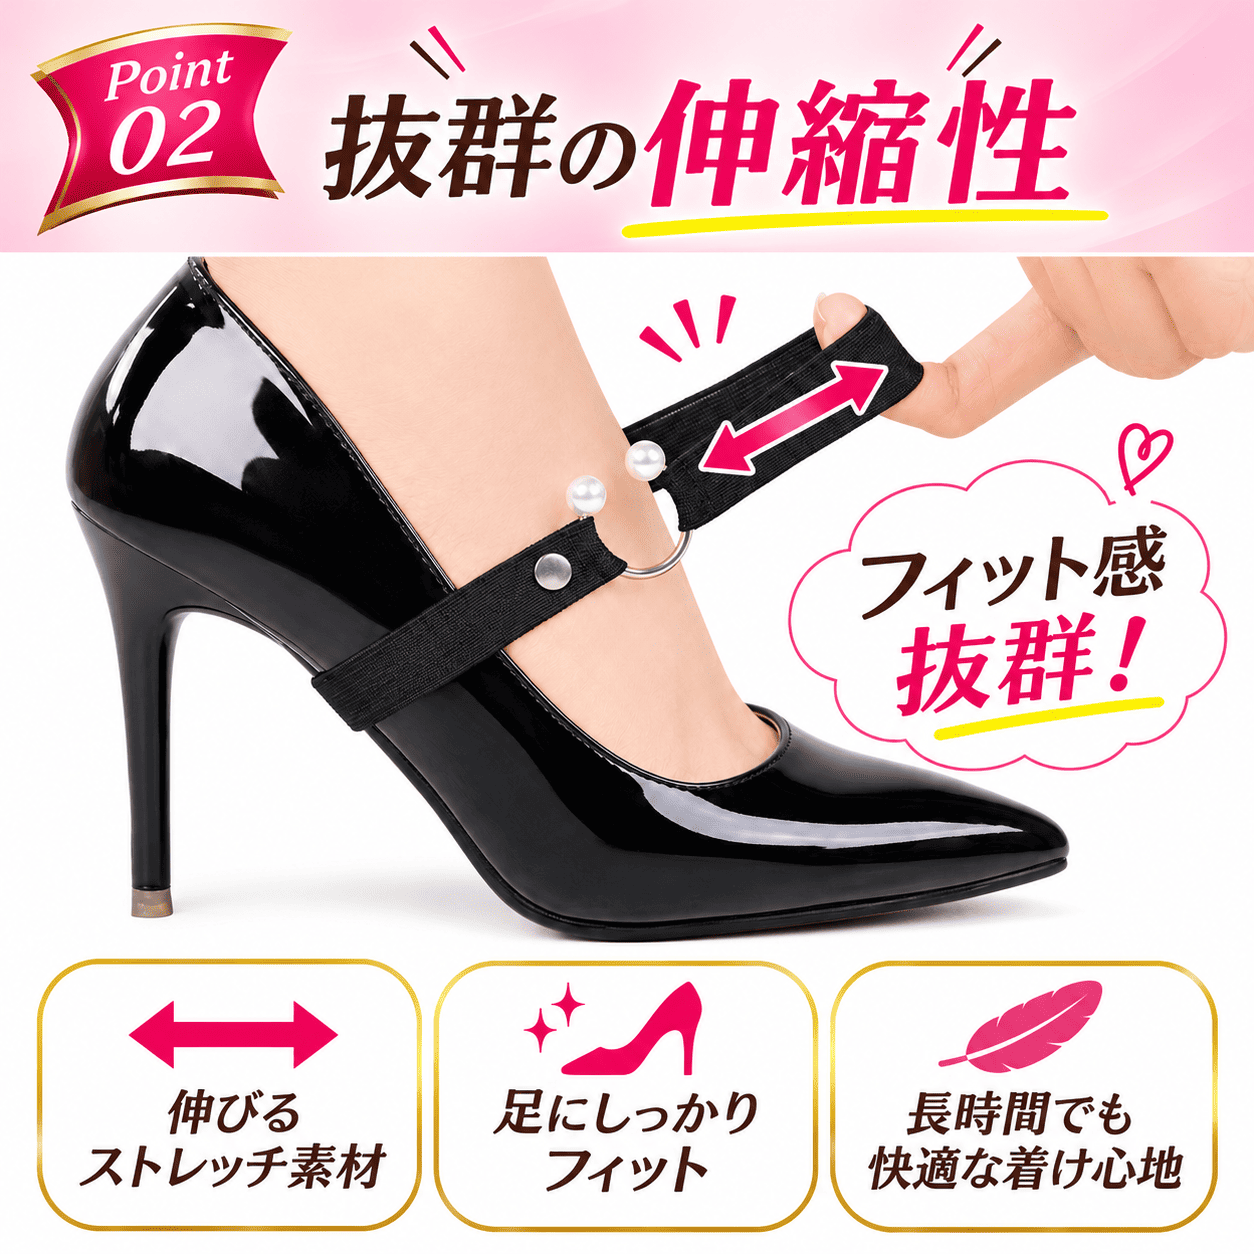 Point
02
抜群の伸縮性
フィット感
抜群!
伸びる
ストレッチ素材
足にしっかり
フィット
長時間でも
快適な着け心地